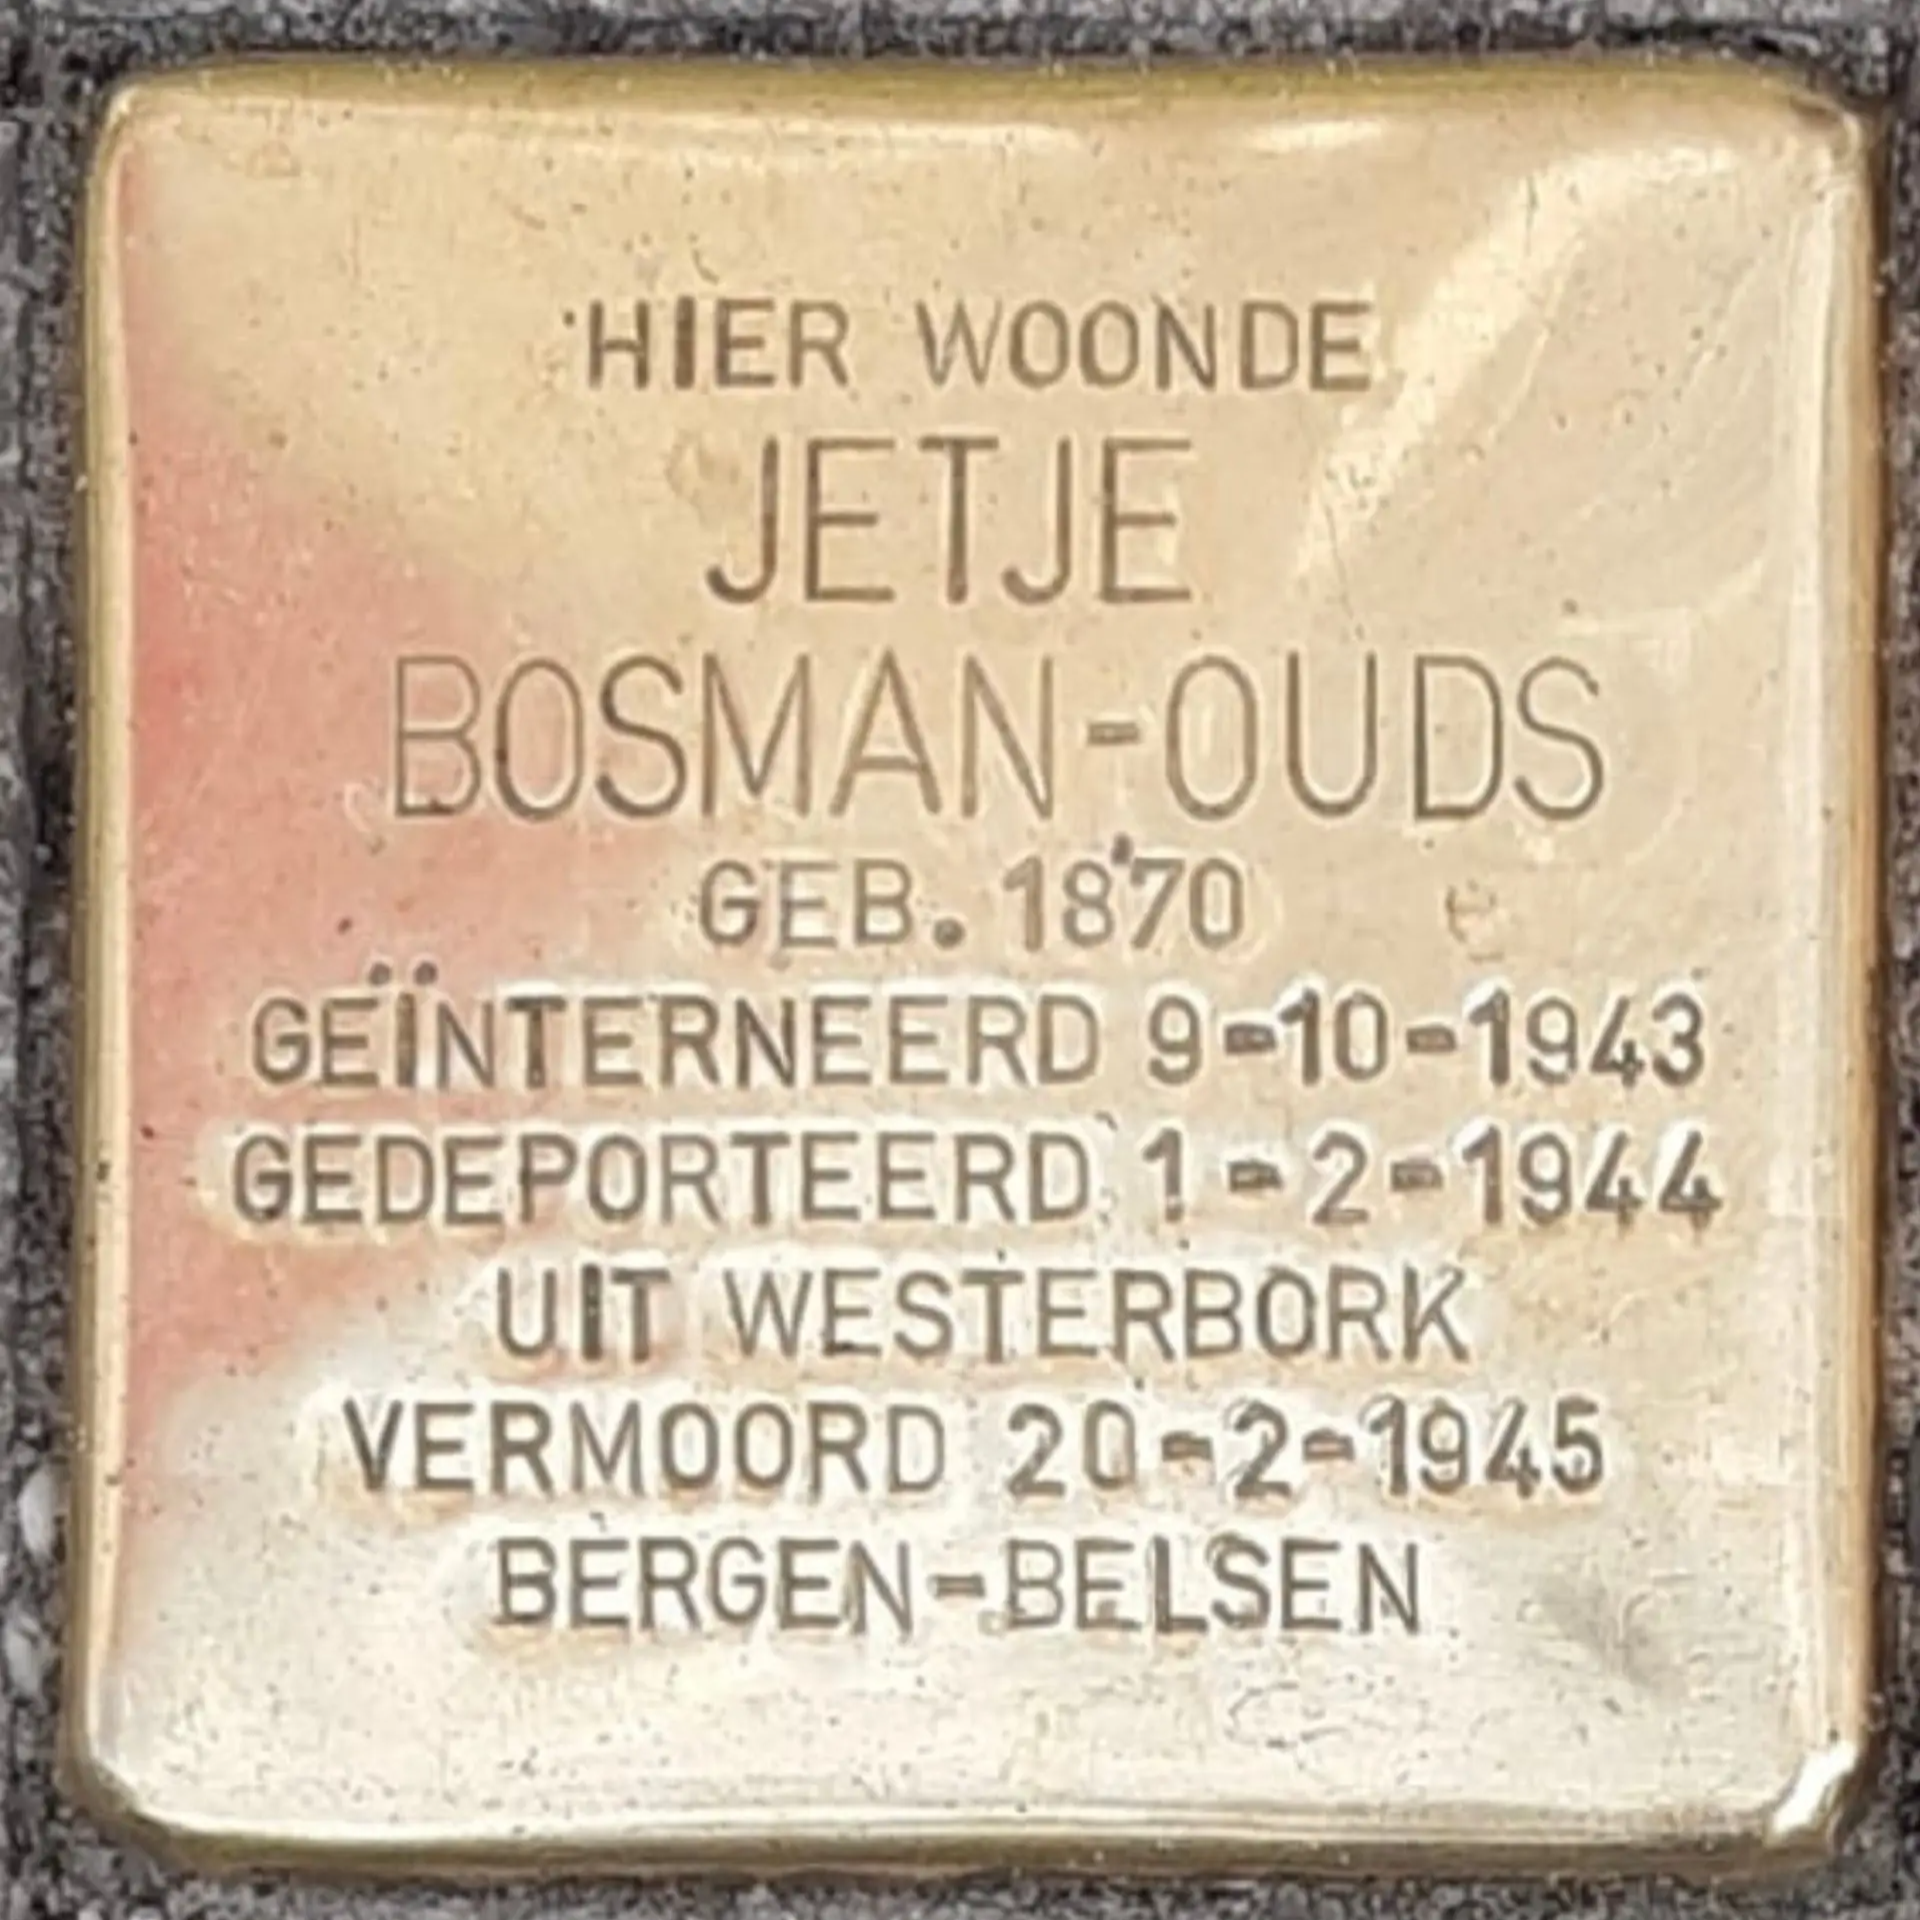 HIER WOONDE
JETJE
BOSMAN-OUDS
GEB. 1870
GEÏNTERNEERD 9-10-1943
GEDEPORTEERD 1-2-1944
UIT WESTERBORK
VERMOORD 20-2-1945
BERGEN-BELSEN